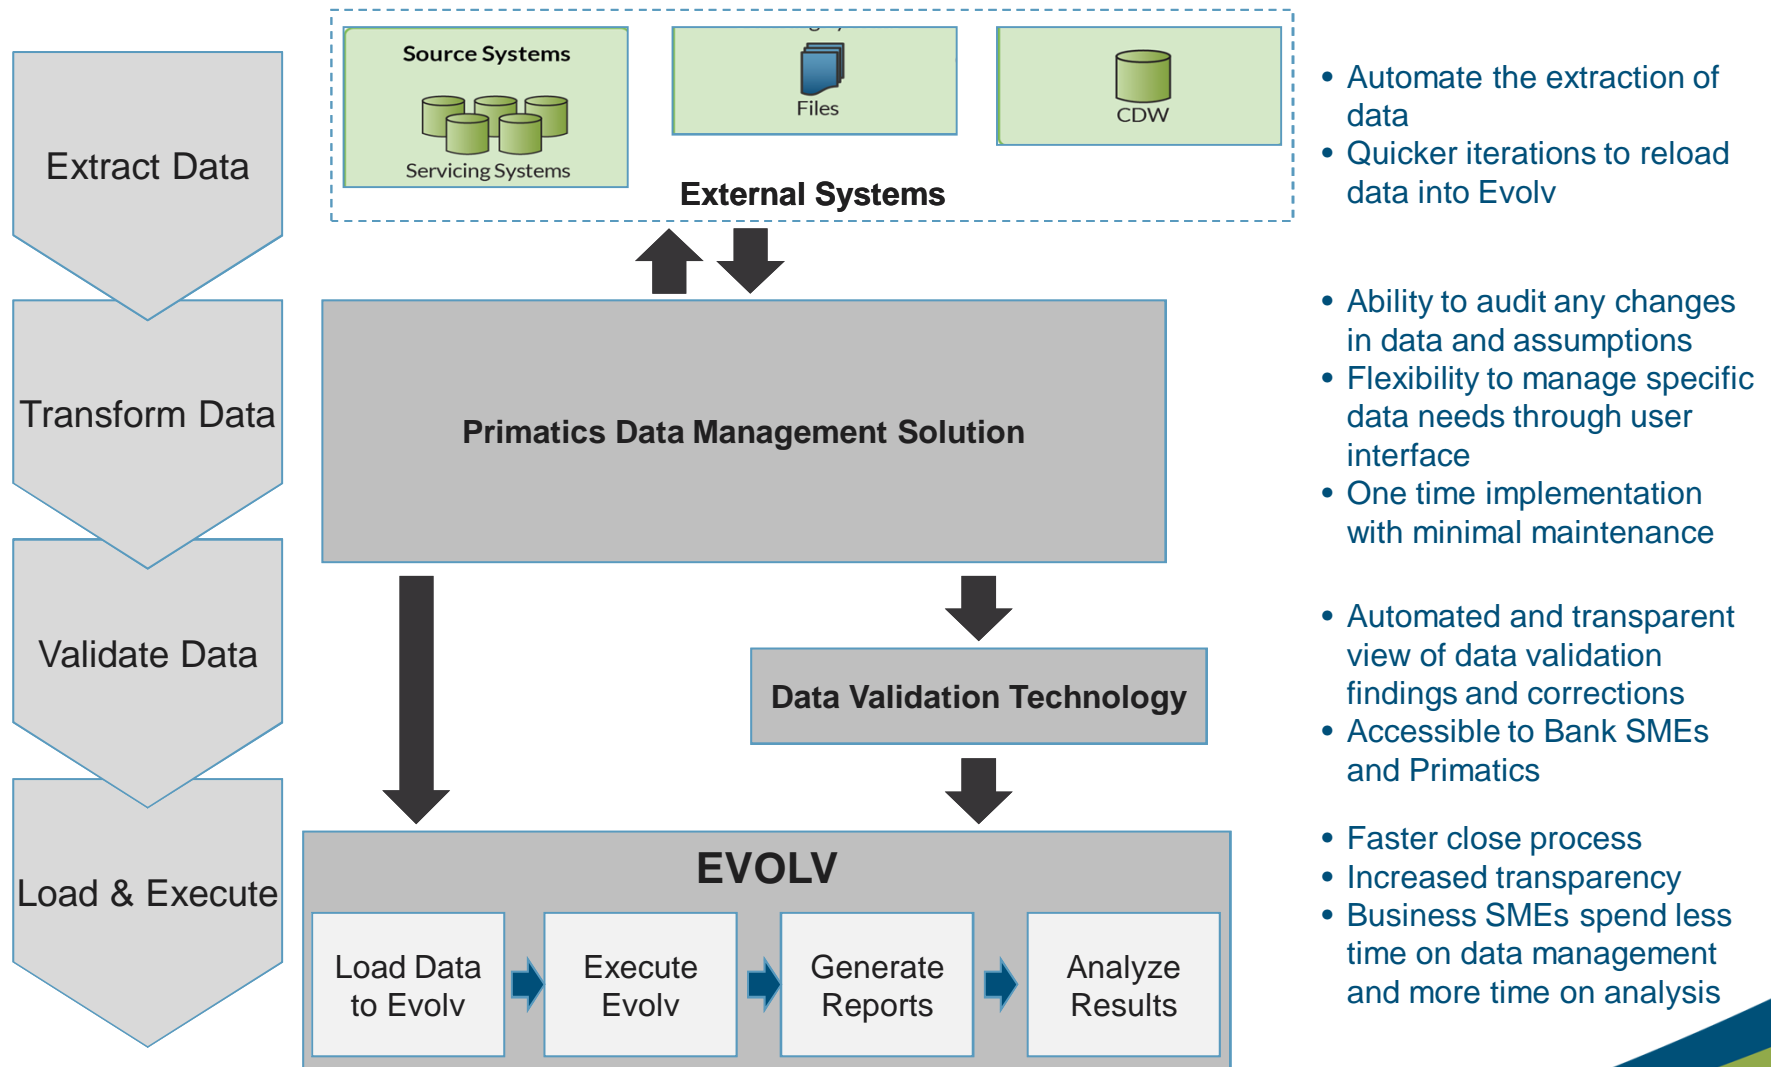 Source Systems
Servicing Systems
Files
CDW
External Systems
Extract Data
• Automate the extraction of
data
• Quicker iterations to reload
data into Evolv
Transform Data
Primatics Data Management Solution
• Ability to audit any changes
in data and assumptions
• Flexibility to manage specific
data needs through user
interface
• One time implementation
with minimal maintenance
Validate Data
Data Validation Technology
• Automated and transparent
view of data validation
findings and corrections
• Accessible to Bank SMEs
and Primatics
Load & Execute
EVOLV
Load Data
to Evolv
Execute
Evolv
Generate
Reports
Analyze
Results
• Faster close process
• Increased transparency
• Business SMEs spend less
time on data management
and more time on analysis